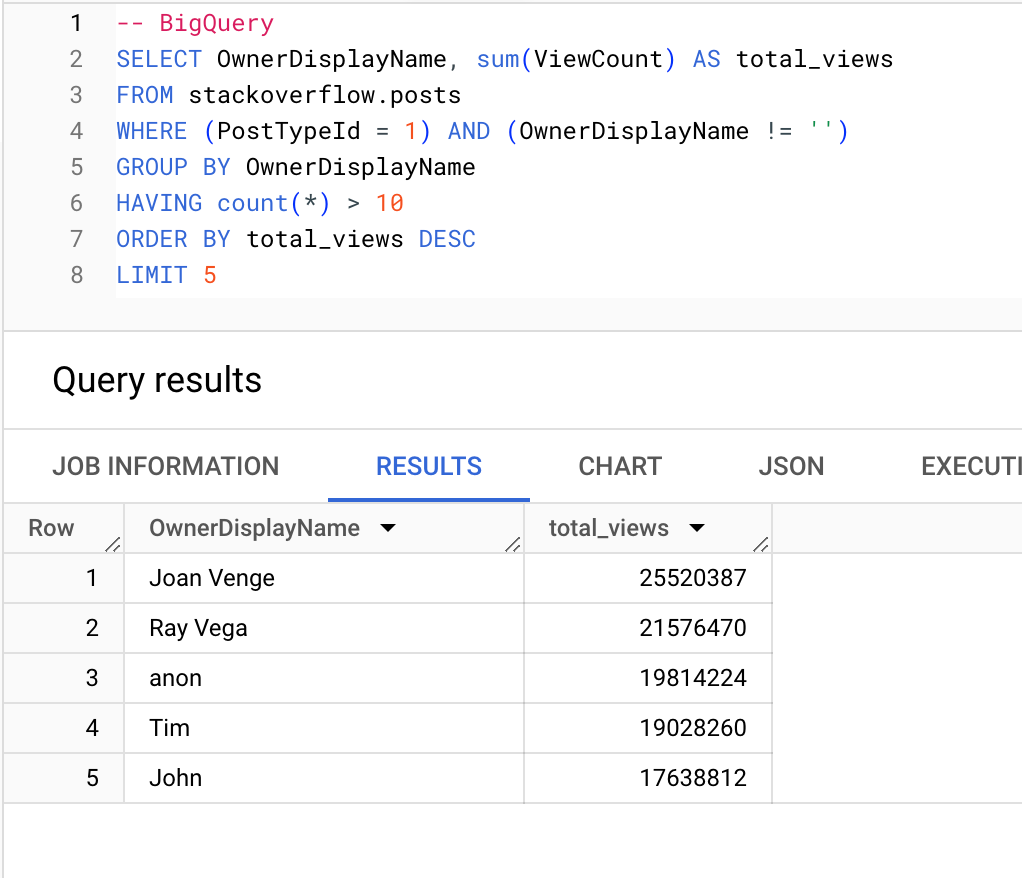 1 -- BigQuery
2 SELECT OwnerDisplayName, sum(ViewCount) AS total_views
3 FROM stackoverflow.posts
4 WHERE (PostTypeId = 1) AND (OwnerDisplayName != '')
5 GROUP BY OwnerDisplayName
6 HAVING count(*) > 10
7 ORDER BY total_views DESC
8 LIMIT 5
Query results
JOB INFORMATION RESULTS CHART JSON EXECUTI
Row OwnerDisplayName total_views
1 Joan Venge 25520387
2 Ray Vega 21576470
3 anon 19814224
4 Tim 19028260
5 John 17638812